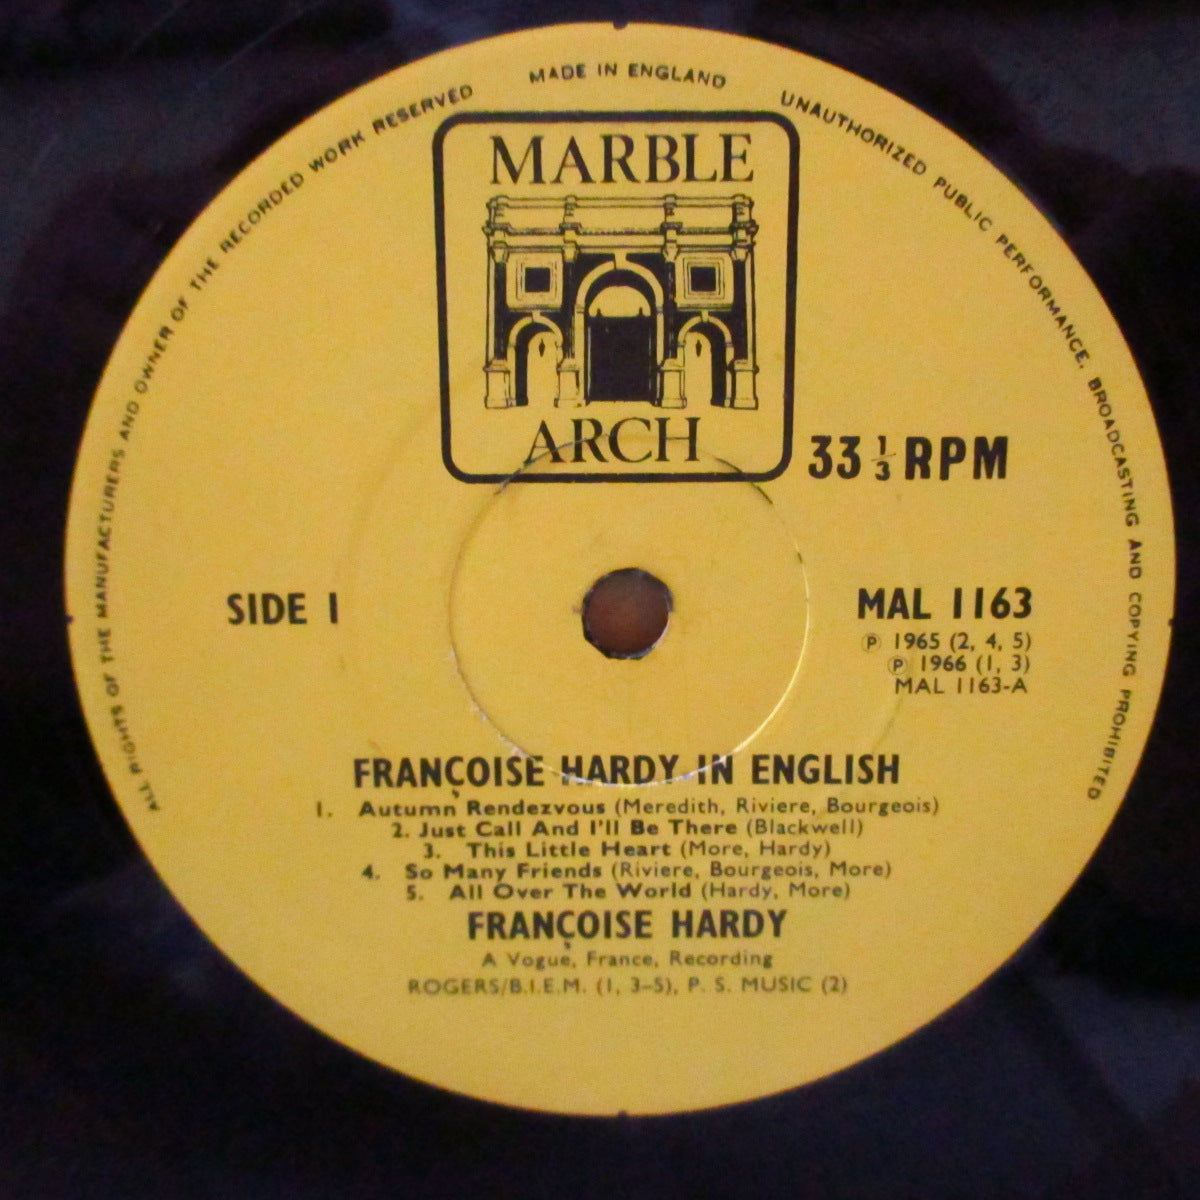 ALL RIGHTS OF THE MANUFACTURERS AND OWNER OF THE RECORDED WORK RESERVED
MADE IN ENGLAND
UNAUTHORIZED PUBLIC PERFORMANCE, BROADCASTING AND COPYING PROHIBITED
MARBLE
ARCH
33 1/3 RPM
SIDE 1
MAL 1163
℗ 1965 (2, 4, 5)
℗ 1966 (1, 3)
MAL 1163-A
FRANÇOISE HARDY IN ENGLISH
1. Autumn Rendezvous (Meredith, Riviere, Bourgeois)
2. Just Call And I'll Be There (Blackwell)
3. This Little Heart (More, Hardy)
4. So Many Friends (Riviere, Bourgeois, More)
5. All Over The World (Hardy, More)
FRANÇOISE HARDY
A Vogue, France, Recording
ROGERS/B.I.E.M. (1, 3–5), P. S. MUSIC (2)